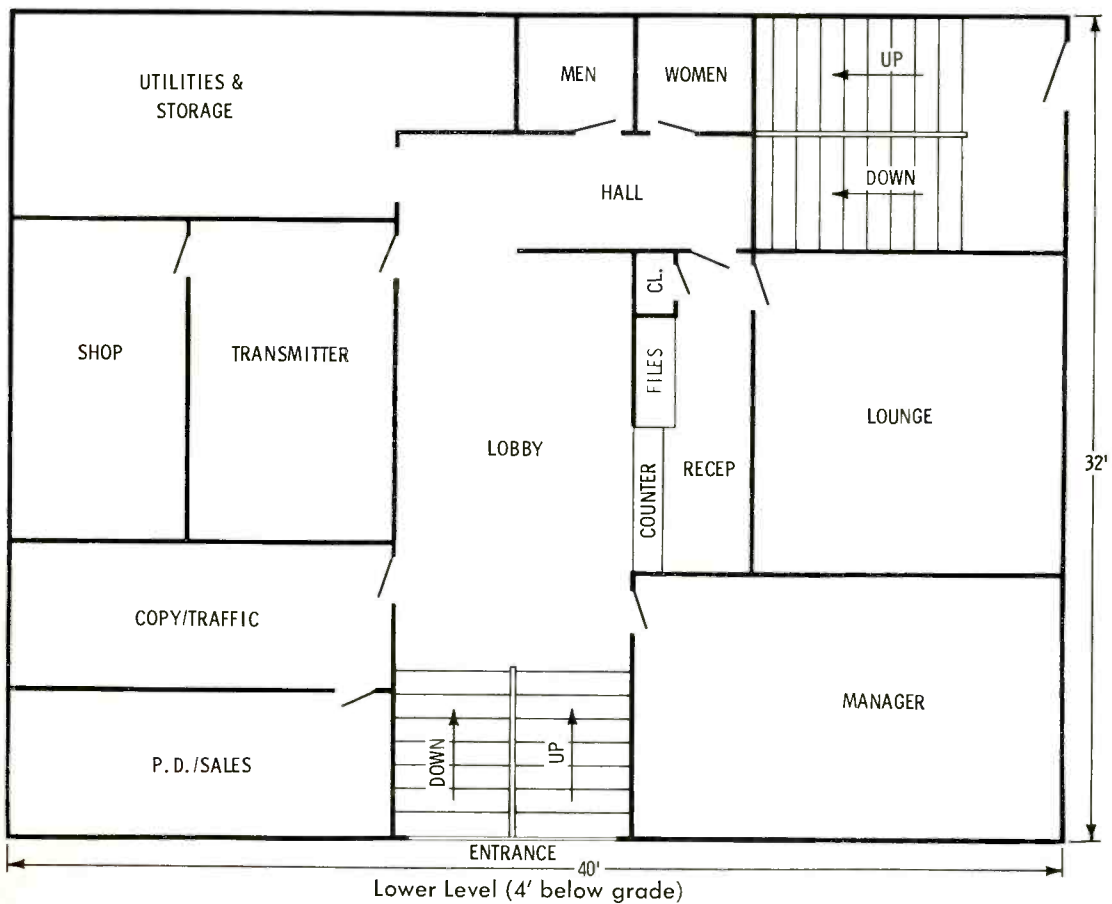 UTILITIES &
STORAGE
MEN
WOMEN
UP
DOWN
HALL
CL.
SHOP
TRANSMITTER
FILES
LOUNGE
LOBBY
RECEP
COUNTER
32'
COPY/TRAFFIC
MANAGER
P.D./SALES
DOWN
UP
ENTRANCE
40'
Lower Level (4' below grade)